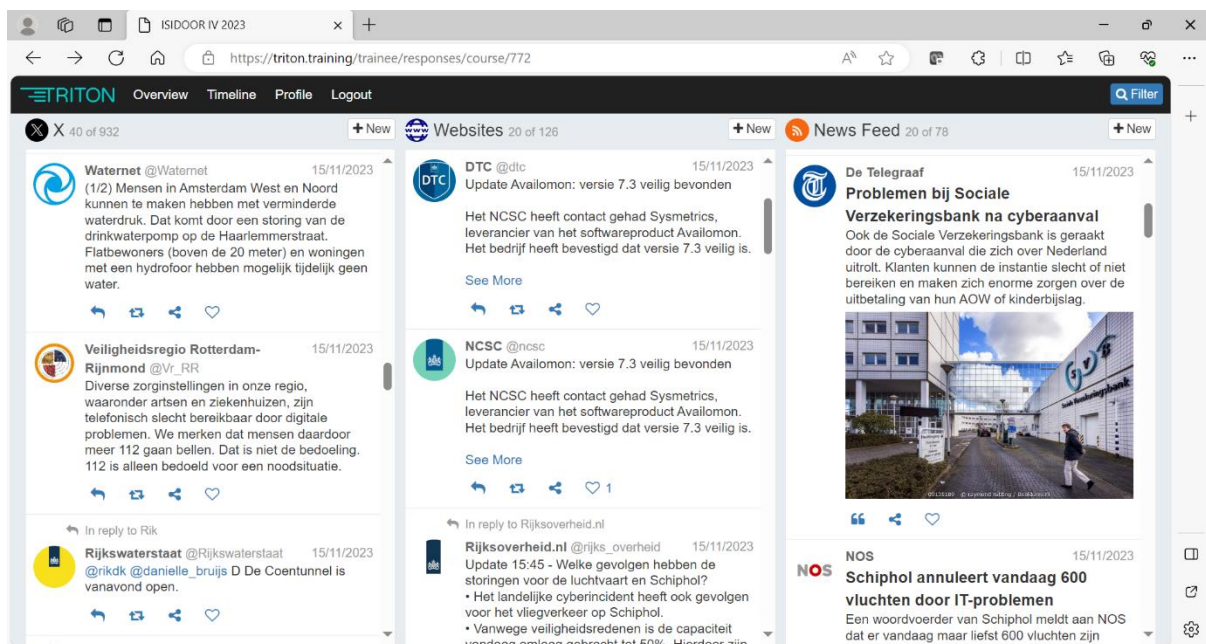 ISIDOOR IV 2023
https://triton.training/trainee/responses/course/772
TRITON Overview Timeline Profile Logout Filter
X 40 of 932 + New
Waternet @Waternet 15/11/2023
(1/2) Mensen in Amsterdam West en Noord
kunnen te maken hebben met verminderde
waterdruk. Dat komt door een storing van de
drinkwaterpomp op de Haarlemmerstraat.
Flatbewoners (boven de 20 meter) en woningen
met een hydrofoor hebben mogelijk tijdelijk geen
water.
Veiligheidsregio Rotterdam- 15/11/2023
Rijnmond @Vr_RR
Diverse zorginstellingen in onze regio,
waaronder artsen en ziekenhuizen, zijn
telefonisch slecht bereikbaar door digitale
problemen. We merken dat mensen daardoor
meer 112 gaan bellen. Dat is niet de bedoeling.
112 is alleen bedoeld voor een noodsituatie.
In reply to Rik
Rijkswaterstaat @Rijkswaterstaat 15/11/2023
@rikdk @danielle_bruijs D De Coentunnel is
vanavond open.
Websites 20 of 126 + New
DTC
DTC @dtc 15/11/2023
Update Availomon: versie 7.3 veilig bevonden
Het NCSC heeft contact gehad Sysmetrics,
leverancier van het softwareproduct Availomon.
Het bedrijf heeft bevestigd dat versie 7.3 veilig is.
See More
NCSC @ncsc 15/11/2023
Update Availomon: versie 7.3 veilig bevonden
Het NCSC heeft contact gehad Sysmetrics,
leverancier van het softwareproduct Availomon.
Het bedrijf heeft bevestigd dat versie 7.3 veilig is.
See More
1
In reply to Rijksoverheid.nl
Rijksoverheid.nl @rijks_overheid 15/11/2023
Update 15:45 - Welke gevolgen hebben de
storingen voor de luchtvaart en Schiphol?
• Het landelijke cyberincident heeft ook gevolgen
voor het vliegverkeer op Schiphol.
• Vanwege veiligheidsredenen is de capaciteit
vandaag omlaag gebracht tot 50%. Hierdoor zijn
News Feed 20 of 78 + New
De Telegraaf 15/11/2023
Problemen bij Sociale
Verzekeringsbank na cyberaanval
Ook de Sociale Verzekeringsbank is geraakt
door de cyberaanval die zich over Nederland
uitrolt. Klanten kunnen de instantie slecht of niet
bereiken en maken zich enorme zorgen over de
uitbetaling van hun AOW of kinderbijslag.
SVB
Sociale Verzekeringsbank
NOS
NOS 15/11/2023
Schiphol annuleert vandaag 600
vluchten door IT-problemen
Een woordvoerder van Schiphol meldt aan NOS
dat er vandaag maar liefst 600 vluchten zijn